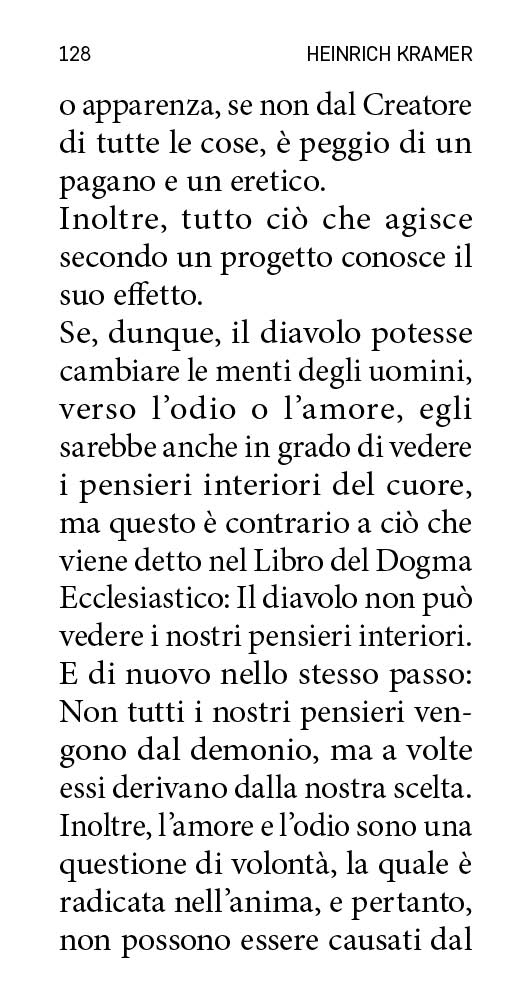 128 HEINRICH KRAMER
o apparenza, se non dal Creatore
di tutte le cose, è peggio di un
pagano e un eretico.
Inoltre, tutto ciò che agisce
secondo un progetto conosce il
suo effetto.
Se, dunque, il diavolo potesse
cambiare le menti degli uomini,
verso l’odio o l’amore, egli
sarebbe anche in grado di vedere
i pensieri interiori del cuore,
ma questo è contrario a ciò che
viene detto nel Libro del Dogma
Ecclesiastico: Il diavolo non può
vedere i nostri pensieri interiori.
E di nuovo nello stesso passo:
Non tutti i nostri pensieri ven-
gono dal demonio, ma a volte
essi derivano dalla nostra scelta.
Inoltre, l’amore e l’odio sono una
questione di volontà, la quale è
radicata nell’anima, e pertanto,
non possono essere causati dal